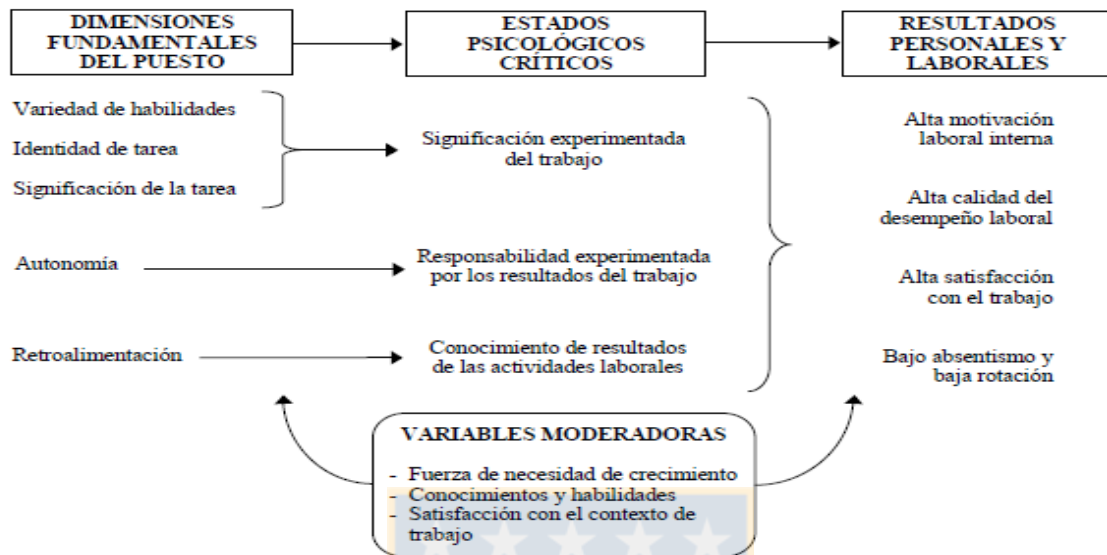 DIMENSIONES
FUNDAMENTALES
DEL PUESTO
ESTADOS
PSICOLÓGICOS
CRÍTICOS
RESULTADOS
PERSONALES Y
LABORALES
Variedad de habilidades
Identidad de tarea
Significación de la tarea
Significación experimentada
del trabajo
Alta motivación
laboral interna
Alta calidad del
desempeño laboral
Autonomía
Responsabilidad experimentada
por los resultados del trabajo
Alta satisfacción
con el trabajo
Retroalimentación
Conocimiento de resultados
de las actividades laborales
Bajo absentismo y
baja rotación
VARIABLES MODERADORAS
- Fuerza de necesidad de crecimiento
- Conocimientos y habilidades
- Satisfacción con el contexto de
trabajo